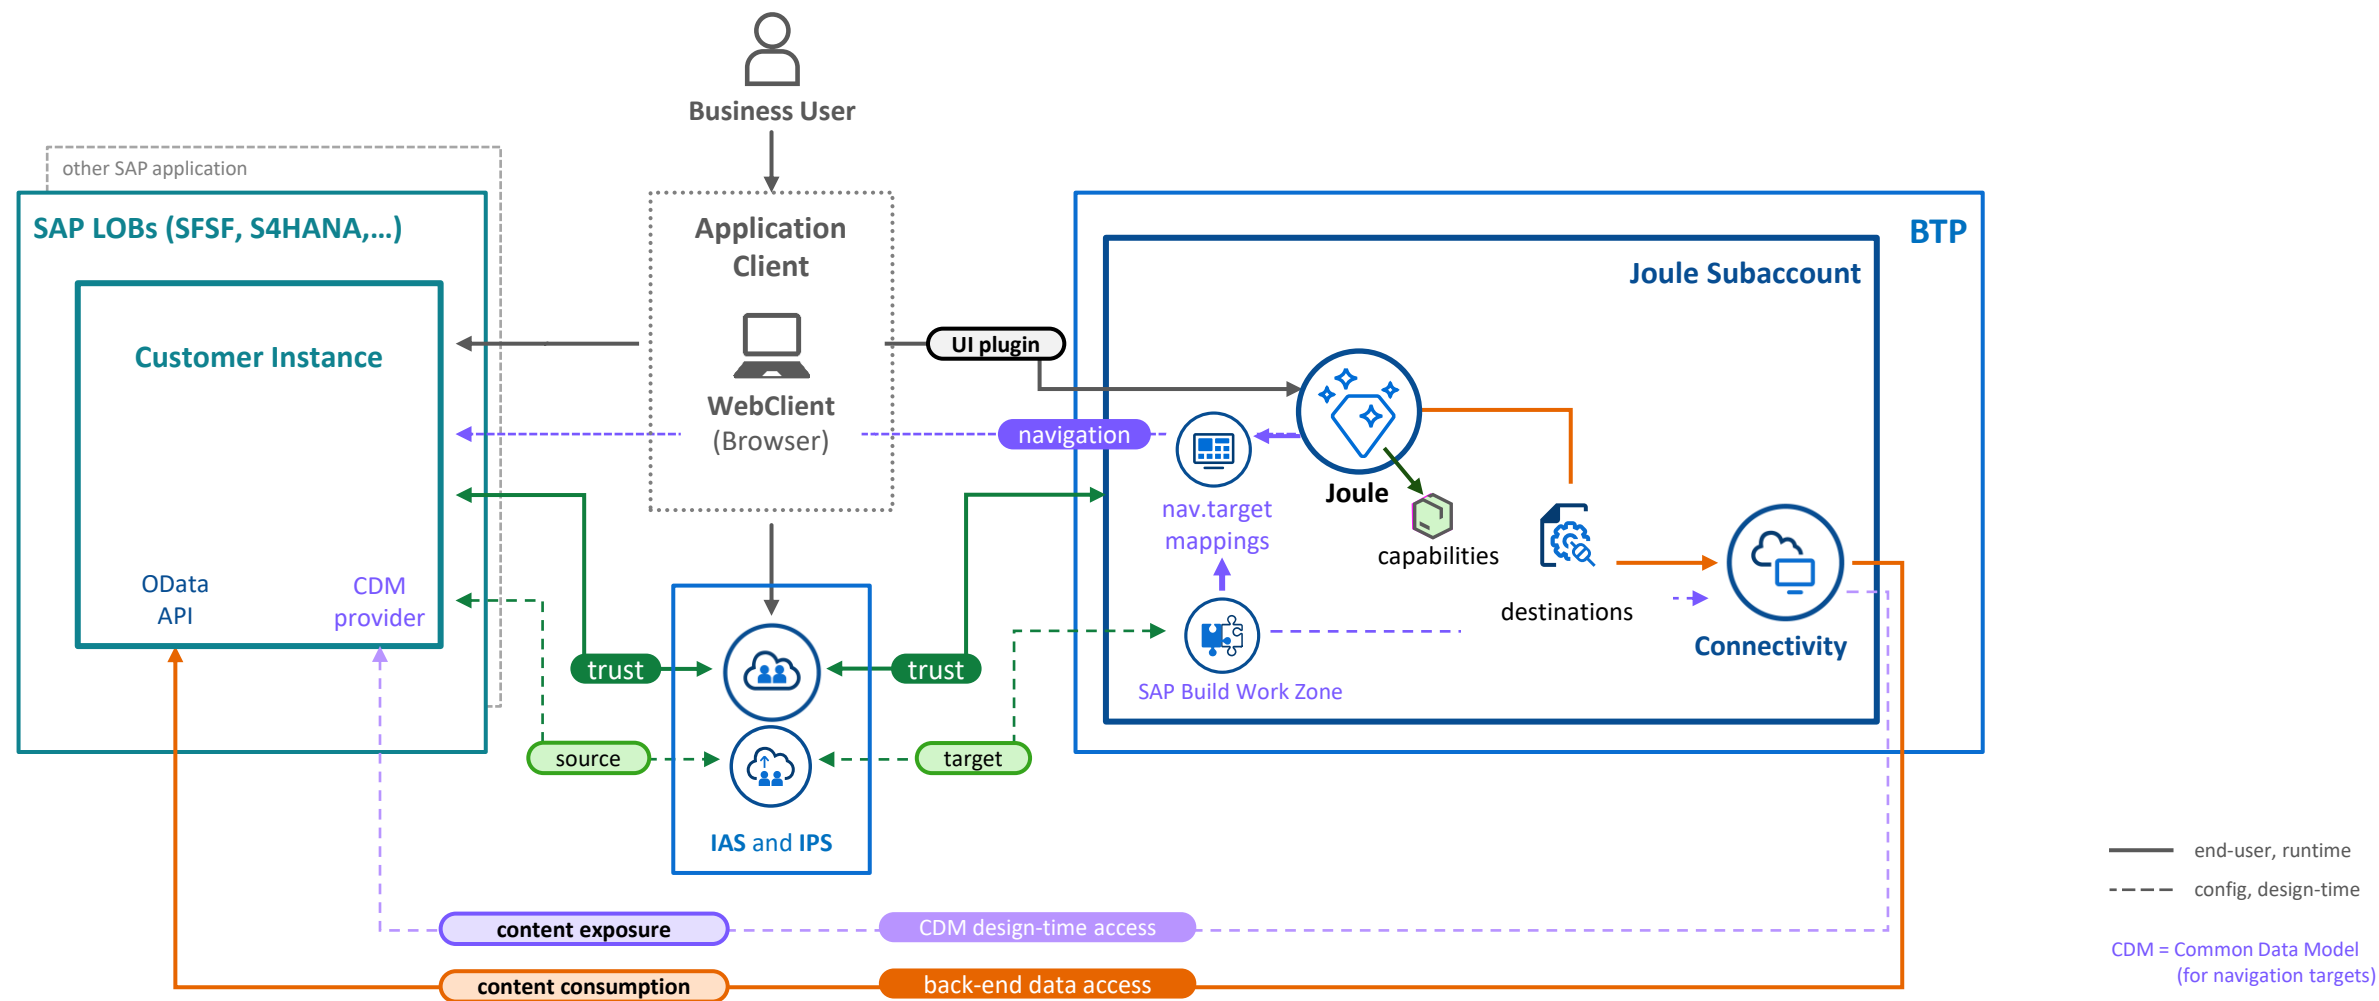 Business User
other SAP application
SAP LOBs (SFSF, S4HANA,...)
Customer Instance
OData
API
CDM
provider
Application
Client
WebClient
(Browser)
UI plugin
navigation
BTP
Joule Subaccount
Joule
nav.target
mappings
capabilities
destinations
Connectivity
SAP Build Work Zone
trust
trust
source
target
IAS and IPS
content exposure
CDM design-time access
content consumption
back-end data access
end-user, runtime
config, design-time
CDM = Common Data Model
(for navigation targets)